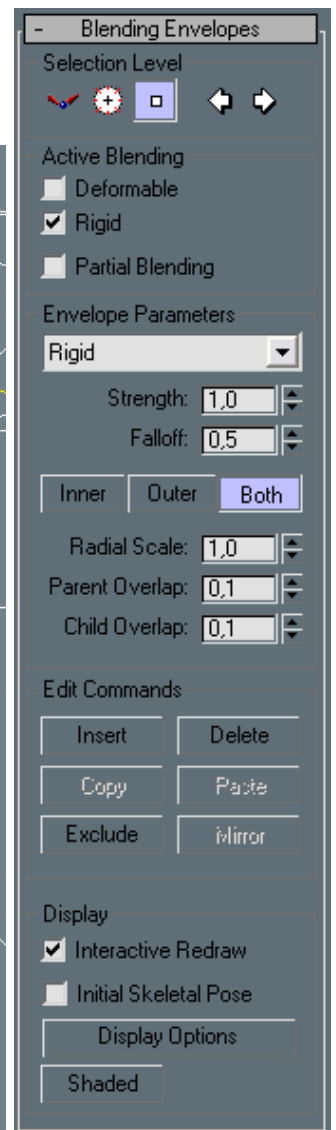 - Blending Envelopes
Selection Level
Active Blending
Deformable
Rigid
Partial Blending
Envelope Parameters
Rigid
Strength: 1,0
Falloff: 0,5
Inner Outer Both
Radial Scale: 1,0
Parent Overlap: 0,1
Child Overlap: 0,1
Edit Commands
Insert Delete
Copy Paste
Exclude Mirror
Display
Interactive Redraw
Initial Skeletal Pose
Display Options
Shaded